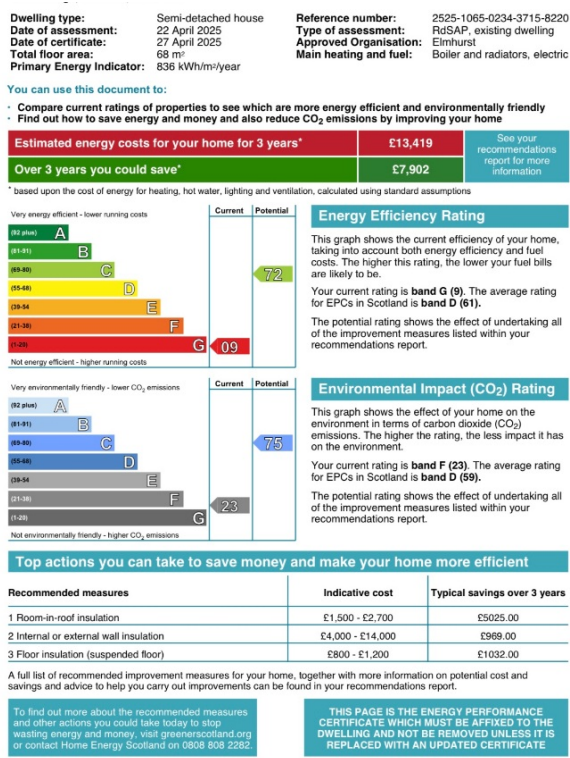 Dwelling type: Semi-detached house
Date of assessment: 22 April 2025
Date of certificate: 27 April 2025
Total floor area: 68 m²
Primary Energy Indicator: 836 kWh/m²/year
Reference number: 2525-1065-0234-3715-8220
Type of assessment: RdSAP, existing dwelling
Approved Organisation: Elmhurst
Main heating and fuel: Boiler and radiators, electric
You can use this document to:
• Compare current ratings of properties to see which are more energy efficient and environmentally friendly
• Find out how to save energy and money and also reduce CO₂ emissions by improving your home
Estimated energy costs for your home for 3 years* £13,419
Over 3 years you could save* £7,902
See your
recommendations
report for more
information
* based upon the cost of energy for heating, hot water, lighting and ventilation, calculated using standard assumptions
Very energy efficient - lower running costs
Current Potential
(92 plus) A
(81-91) B
(69-80) C
72
(55-68) D
(39-54 E
(21-38) F
(1-20) G
09
Not energy efficient - higher running costs
Energy Efficiency Rating
This graph shows the current efficiency of your home,
taking into account both energy efficiency and fuel
costs. The higher this rating, the lower your fuel bills
are likely to be.
Your current rating is band G (9). The average rating
for EPCs in Scotland is band D (61).
The potential rating shows the effect of undertaking all
of the improvement measures listed within your
recommendations report.
Very environmentally friendly - lower CO₂ emissions
Current Potential
(92 plus) A
(81-91) B
(69-80) C
75
(55-68) D
(39-54 E
(21-38) F
23
(1-20) G
Not environmentally friendly - higher CO₂ emissions
Environmental Impact (CO₂) Rating
This graph shows the effect of your home on the
environment in terms of carbon dioxide (CO₂)
emissions. The higher the rating, the less impact it has
on the environment.
Your current rating is band F (23). The average rating
for EPCs in Scotland is band D (59).
The potential rating shows the effect of undertaking all
of the improvement measures listed within your
recommendations report.
Top actions you can take to save money and make your home more efficient
Recommended measures Indicative cost Typical savings over 3 years
1 Room-in-roof insulation £1,500 - £2,700 £5025.00
2 Internal or external wall insulation £4,000 - £14,000 £969.00
3 Floor insulation (suspended floor) £800 - £1,200 £1032.00
A full list of recommended improvement measures for your home, together with more information on potential cost and
savings and advice to help you carry out improvements can be found in your recommendations report.
To find out more about the recommended measures
and other actions you could take today to stop
wasting energy and money, visit greenerscotland.org
or contact Home Energy Scotland on 0808 808 2282.
THIS PAGE IS THE ENERGY PERFORMANCE
CERTIFICATE WHICH MUST BE AFFIXED TO THE
DWELLING AND NOT BE REMOVED UNLESS IT IS
REPLACED WITH AN UPDATED CERTIFICATE